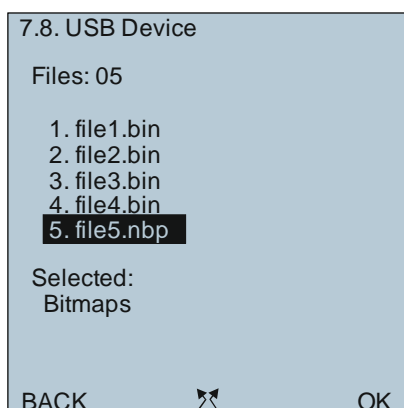 7.8. USB Device
Files: 05
1. file1.bin
2. file2.bin
3. file3.bin
4. file4.bin
5. file5.nbp
Selected:
Bitmaps
BACK OK